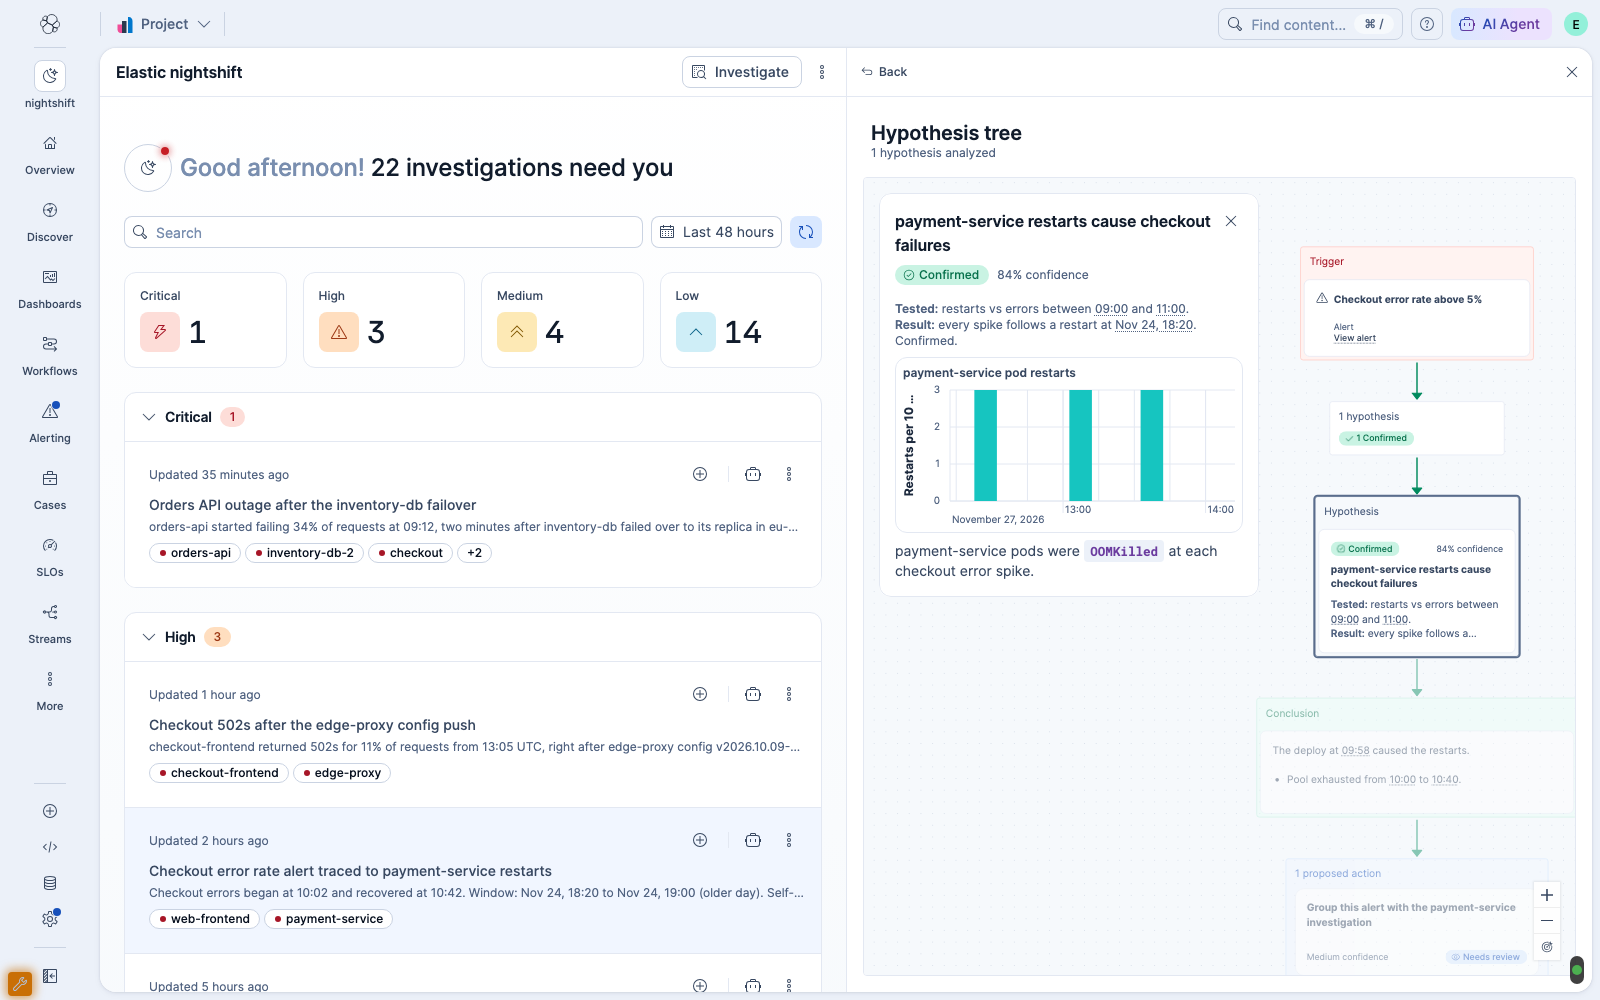 Project
Find content...
⌘ /
AI Agent
E
nightshift
Overview
Discover
Dashboards
Workflows
Alerting
Cases
SLOs
Streams
More
Elastic nightshift
Investigate
Good afternoon! 22 investigations need you
Search
Last 48 hours
Critical
1
High
3
Medium
4
Low
14
Critical
1
Updated 35 minutes ago
Orders API outage after the inventory-db failover
orders-api started failing 34% of requests at 09:12, two minutes after inventory-db failed over to its replica in eu-...
orders-api
inventory-db-2
checkout
+2
High
3
Updated 1 hour ago
Checkout 502s after the edge-proxy config push
checkout-frontend returned 502s for 11% of requests from 13:05 UTC, right after edge-proxy config v2026.10.09-...
checkout-frontend
edge-proxy
Updated 2 hours ago
Checkout error rate alert traced to payment-service restarts
Checkout errors began at 10:02 and recovered at 10:42. Window: Nov 24, 18:20 to Nov 24, 19:00 (older day). Self-...
web-frontend
payment-service
Updated 5 hours ago
Back
Hypothesis tree
1 hypothesis analyzed
payment-service restarts cause checkout
failures
Confirmed
84% confidence
Tested: restarts vs errors between 09:00 and 11:00.
Result: every spike follows a restart at Nov 24, 18:20.
Confirmed.
payment-service pod restarts
Restarts per 10 ...
3
2
1
0
13:00
14:00
November 27, 2026
payment-service pods were OOMKilled at each
checkout error spike.
Trigger
Checkout error rate above 5%
Alert
View alert
1 hypothesis
1 Confirmed
Hypothesis
Confirmed
84% confidence
payment-service restarts cause
checkout failures
Tested: restarts vs errors between
09:00 and 11:00.
Result: every spike follows a...
Conclusion
The deploy at 09:58 caused the restarts.
• Pool exhausted from 10:00 to 10:40.
1 proposed action
Group this alert with the payment-service
investigation
Medium confidence
Needs review